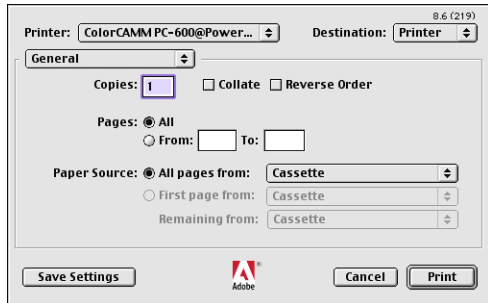 8.6 (219)
Printer: ColorCAMM PC-600@Power... Destination: Printer
General
Copies: 1 Collate Reverse Order
Pages: All
From: To:
Paper Source: All pages from: Cassette
First page from: Cassette
Remaining from: Cassette
Save Settings Adobe Cancel Print